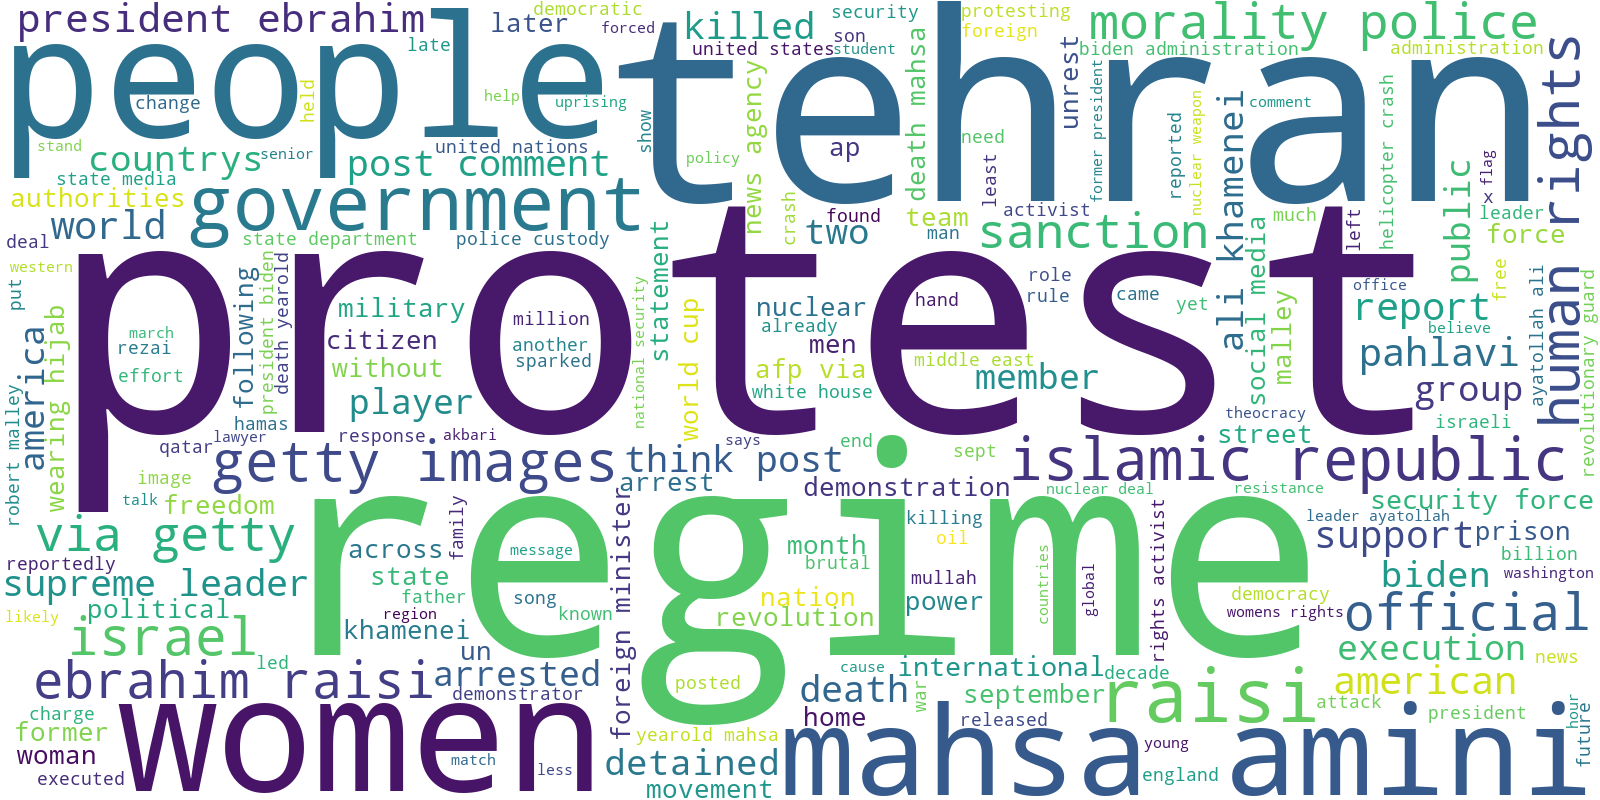 president ebrahim
later
democratic
forced
killed
security
son
united states
student
protesting
foreign
morality police
biden administration
administration
people
tehran
late
change
held
help
uprising
show
news agency
death mahsa
need
unrest
former president
reported
nuclear weapon
ali khamenei
comment
helicopter crash
human rights
stand
countrys
senior
post comment
united nations
policy
ap
least
x flag
state media
authorities
government
crash
found
team
activist
much
public
leader
force
world
deal
state department
police custody
statement
two
man
sanction
social media
left
western
put
president biden
following
death yearold
national security
world cup
nuclear
role
rule
came
yet
malley
office
free
revolutionary guard
ayatollah ali
protest
military
million
hand
already
report
america
wearing hijab
march
rezai
citizen
another
sparked
men
middle east
believe
pahlavi
effort
without
afp via
white house
member
group
robert malley
hamas
player
theocracy
israeli
qatar
lawyer
response
akbari
says
end
sept
street
getty images
think post
islamic republic
image
arrest
demonstration
nuclear deal
resistance
talk
freedom
family
foreign minister
killing
security force
leader ayatollah
via getty
regime
oil
support
prison
across
message
month
countries
global
rights activist
billion
reportedly
brutal
supreme leader
state
mullah
biden
washington
political
father
song
nation
power
democracy
likely
region
known
revolution
womens rights
official
israel
khamenei
led
un
cause
international
decade
execution
news
ebrahim raisi
arrested
posted
death
war
september
raisi
american
demonstrator
attack
charge
women
home
released
president
hour
future
former
yearold mahsa
mahsa amini
woman
match
less
detained
young
executed
movement
england